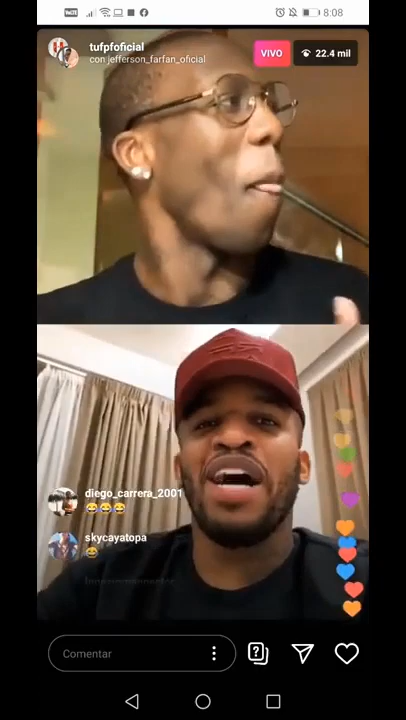 8:08
tufpfoficial
con jefferson_farfan_oficial
VIVO
22.4 mil
diego_carrera_2001
😂😂😂
skycayatopa
😂
Comentar